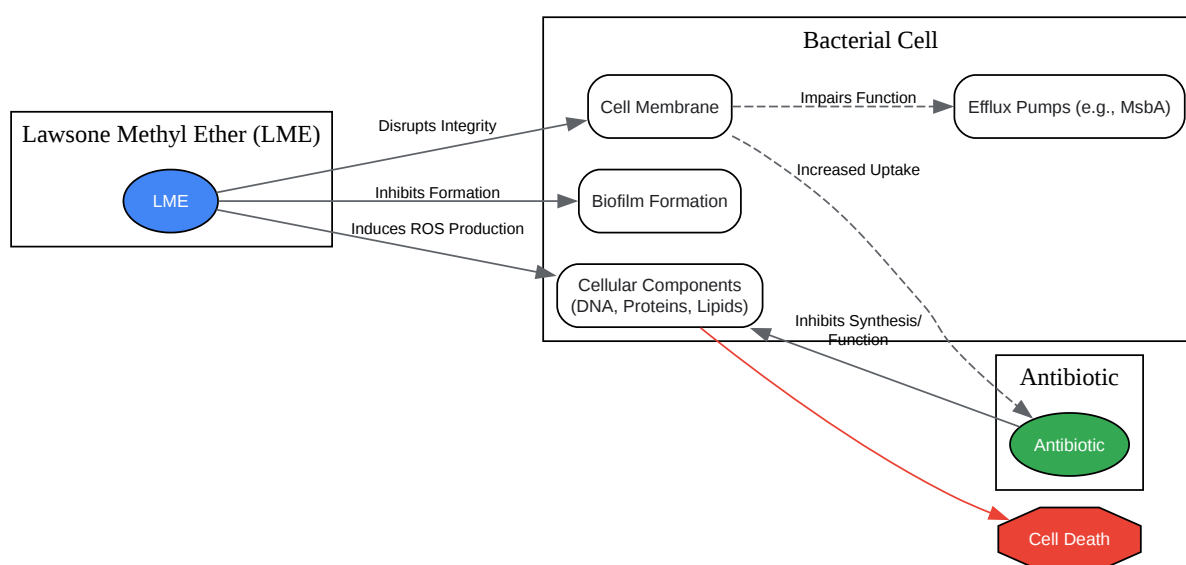 Bacterial Cell
Lawsone Methyl Ether (LME)
LME
Disrupts Integrity
Inhibits Formation
Induces ROS Production
Cell Membrane
Impairs Function
Efflux Pumps (e.g., MsbA)
Increased Uptake
Biofilm Formation
Cellular Components
(DNA, Proteins, Lipids)
Inhibits Synthesis/
Function
Antibiotic
Antibiotic
Cell Death